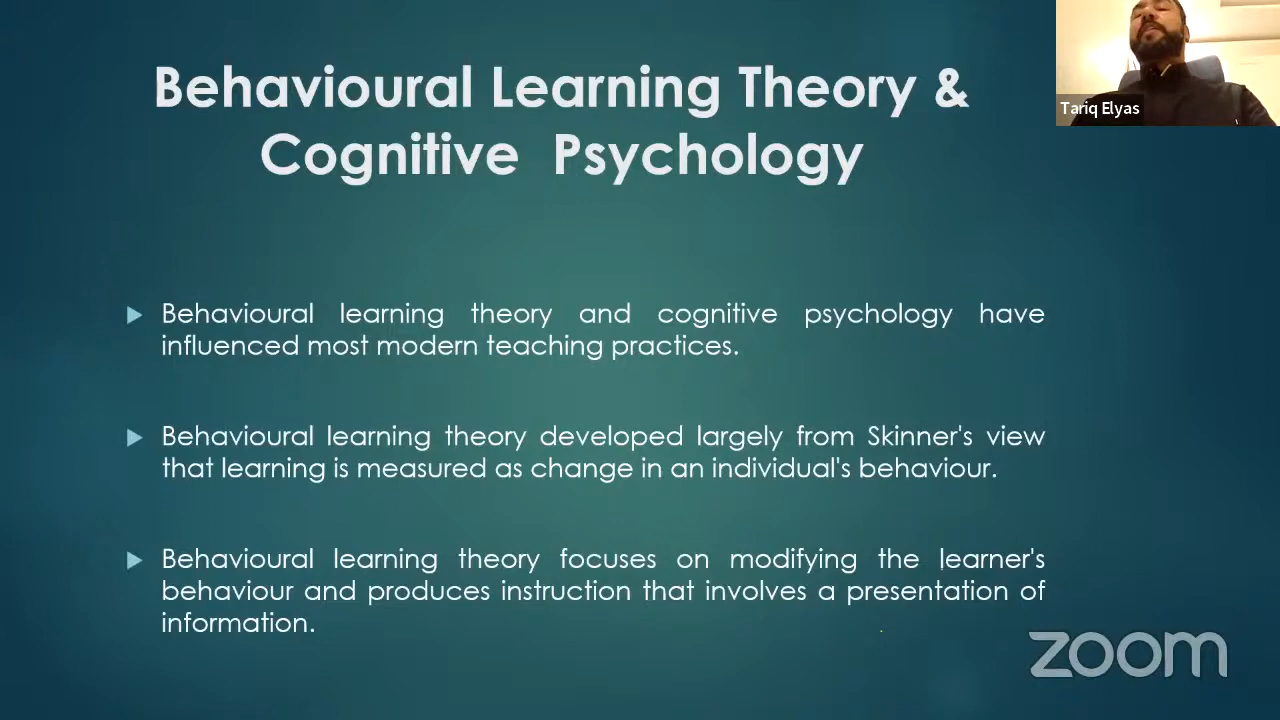 Behavioural Learning Theory &
Cognitive Psychology
Tariq Elyas
Behavioural learning theory and cognitive psychology have
influenced most modern teaching practices.
Behavioural learning theory developed largely from Skinner's view
that learning is measured as change in an individual's behaviour.
Behavioural learning theory focuses on modifying the learner's
behaviour and produces instruction that involves a presentation of
information.
zoom